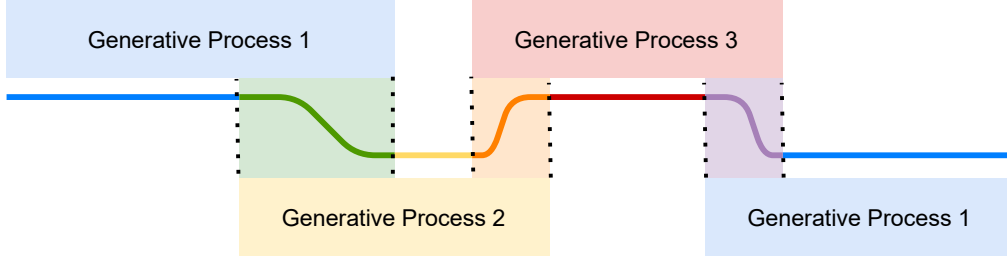 Generative Process 1
Generative Process 3
Generative Process 2
Generative Process 1